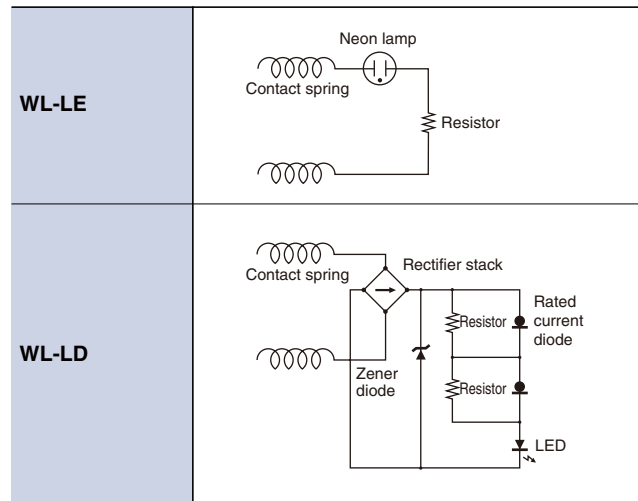 WL-LE
Neon lamp
Contact spring
Resistor
WL-LD
Contact spring
Rectifier stack
Resistor
Rated
current
diode
Zener
diode
Resistor
LED